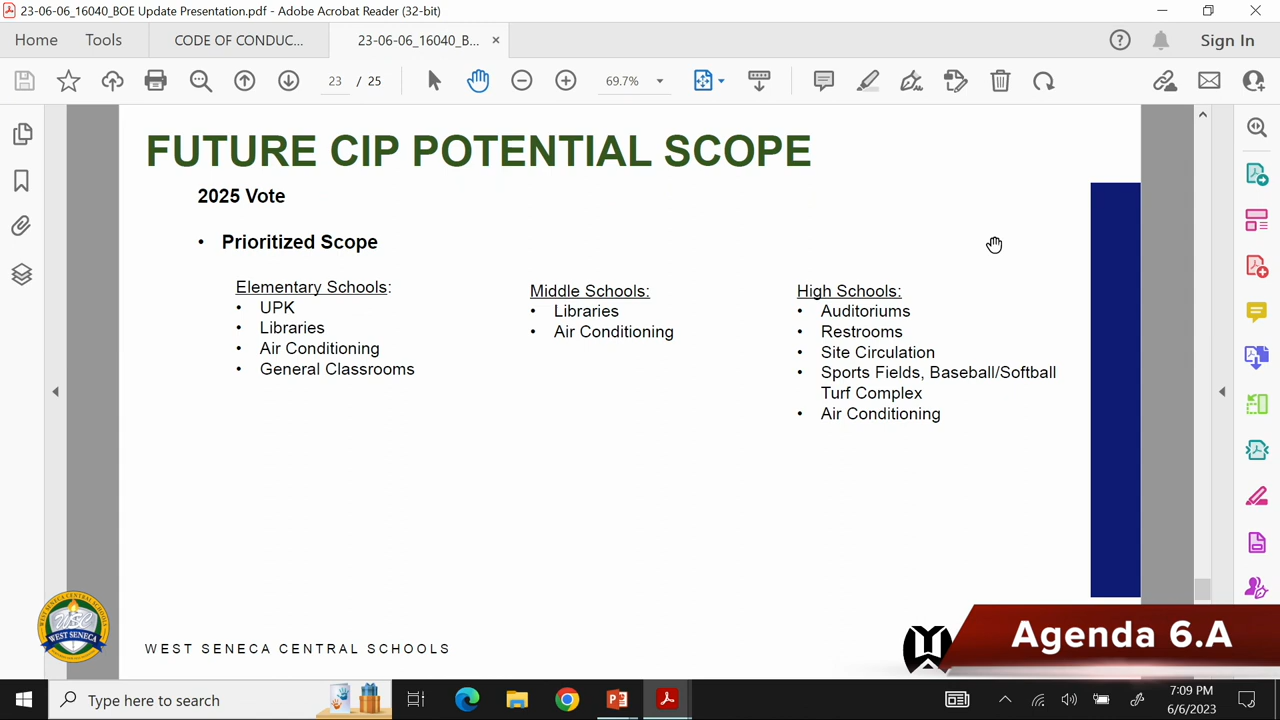 23-06-06_16040_BOE Update Presentation.pdf - Adobe Acrobat Reader (32-bit)
Home
Tools
CODE OF CONDUC...
23-06-06_16040_B...
Sign In
23 / 25
69.7%
FUTURE CIP POTENTIAL SCOPE
2025 Vote
• Prioritized Scope
Elementary Schools:
• UPK
• Libraries
• Air Conditioning
• General Classrooms
Middle Schools:
• Libraries
• Air Conditioning
High Schools:
• Auditoriums
• Restrooms
• Site Circulation
• Sports Fields, Baseball/Softball
Turf Complex
• Air Conditioning
WEST SENECA
WEST SENECA CENTRAL SCHOOLS
Agenda 6.A
Type here to search
7:09 PM
6/6/2023